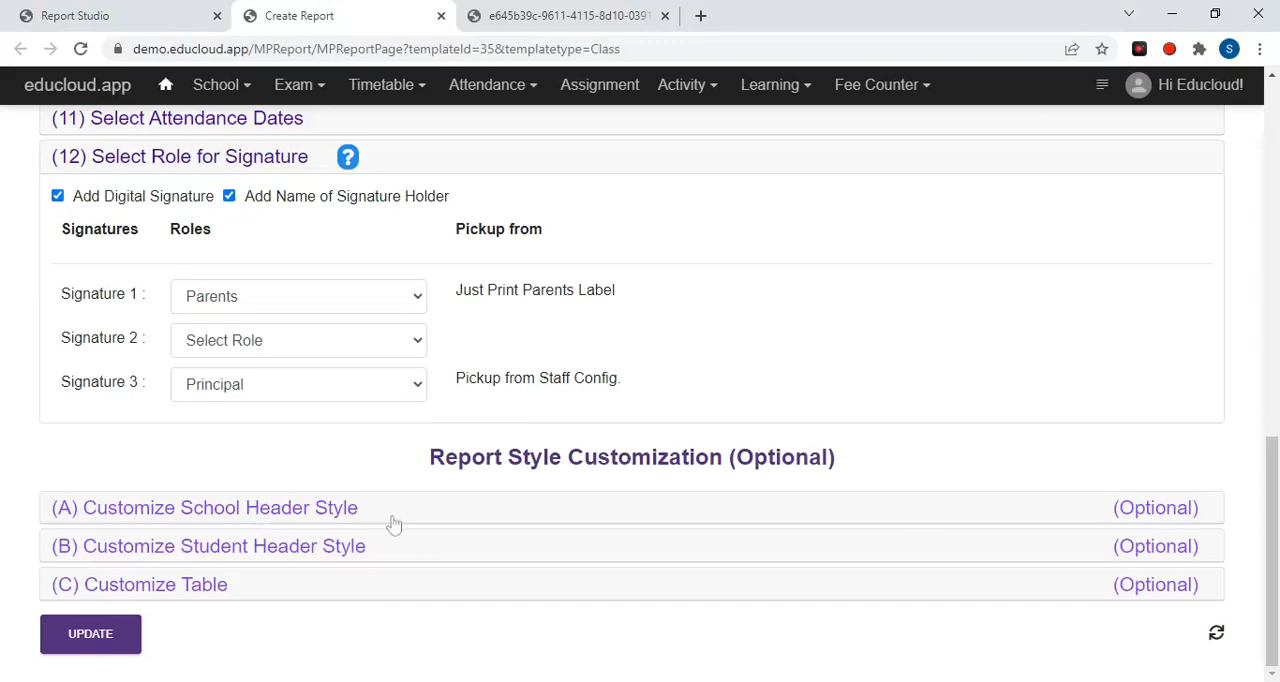 Report Studio
Create Report
e645b39c-9611-4115-8d10-0391
demo.educloud.app/MPReport/MPReportPage?templateId=35&templatetype=Class
S
educloud.app School Exam Timetable Attendance Assignment Activity Learning Fee Counter Hi Educloud!
(11) Select Attendance Dates
(12) Select Role for Signature ?
Add Digital Signature Add Name of Signature Holder
Signatures Roles Pickup from
Signature 1 : Parents Just Print Parents Label
Signature 2 : Select Role
Signature 3 : Principal Pickup from Staff Config.
Report Style Customization (Optional)
(A) Customize School Header Style (Optional)
(B) Customize Student Header Style (Optional)
(C) Customize Table (Optional)
UPDATE